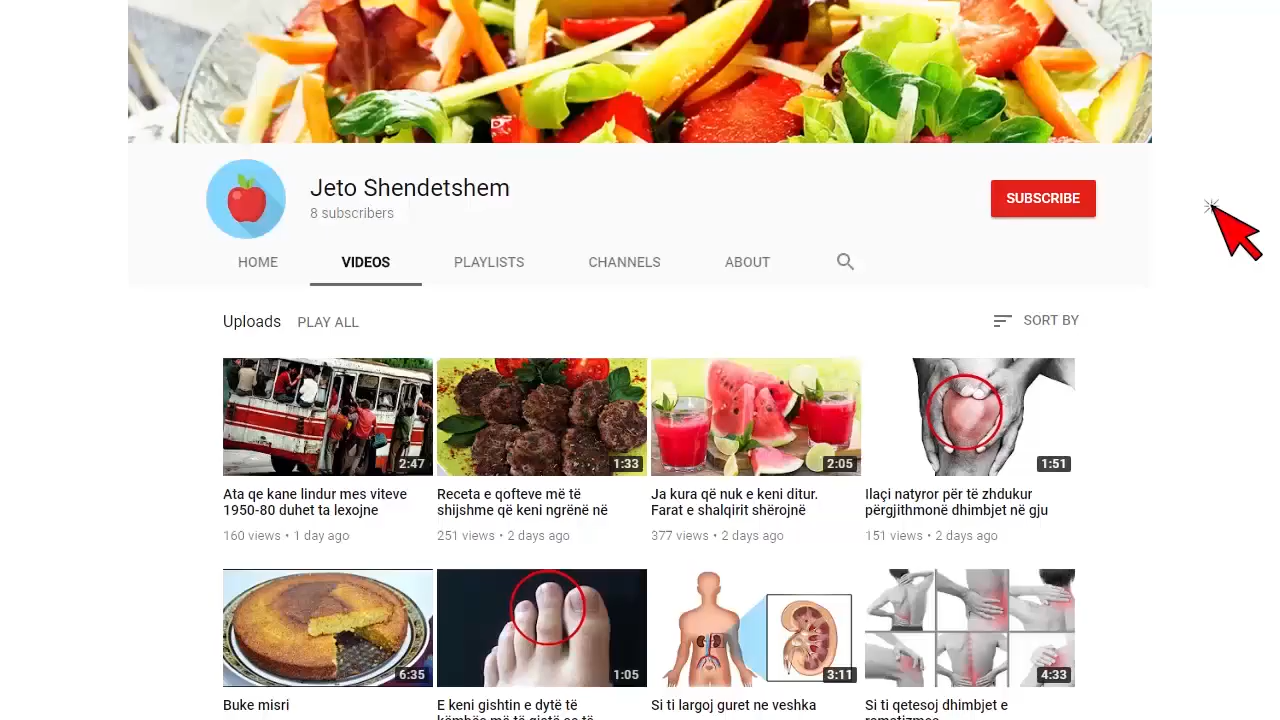 Jeto Shendetshem
8 subscribers
SUBSCRIBE
HOME
VIDEOS
PLAYLISTS
CHANNELS
ABOUT
Uploads
PLAY ALL
SORT BY
2:47
1:33
2:05
1:51
Ata qe kane lindur mes viteve
1950-80 duhet ta lexojne
160 views • 1 day ago
Receta e qofteve më të
shijshme që keni ngrënë në
251 views • 2 days ago
Ja kura që nuk e keni ditur.
Farat e shalqirit shërojnë
377 views • 2 days ago
Ilaçi natyror për të zhdukur
përgjithmonë dhimbjet në gju
151 views • 2 days ago
6:35
1:05
3:11
4:33
Buke misri
E keni gishtin e dytë të
Si ti largoj guret ne veshka
Si ti qetesoj dhimbjet e